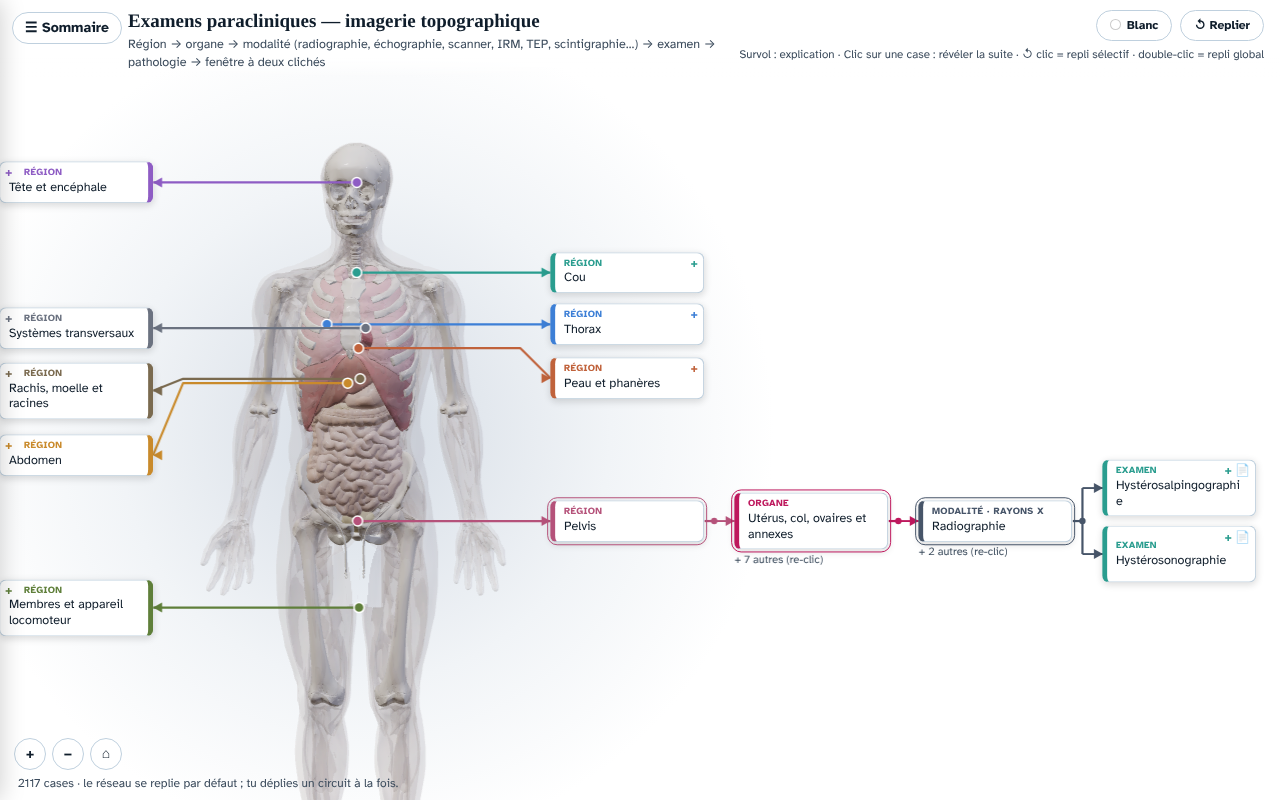 ☰ Sommaire
Examens paracliniques — imagerie topographique
Région → organe → modalité (radiographie, échographie, scanner, IRM, TEP, scintigraphie…) → examen →
pathologie → fenêtre à deux clichés
Blanc
↺ Replier
Survol : explication · Clic sur une case : révéler la suite · ↺ clic = repli sélectif · double-clic = repli global
+ RÉGION
Tête et encéphale
RÉGION +
Cou
+ RÉGION
Systèmes transversaux
RÉGION +
Thorax
+ RÉGION
Rachis, moelle et
racines
RÉGION +
Peau et phanères
+ RÉGION
Abdomen
RÉGION
Pelvis
ORGANE
Utérus, col, ovaires et
annexes
+ 7 autres (re-clic)
MODALITÉ · RAYONS X
Radiographie
+ 2 autres (re-clic)
EXAMEN + 📄
Hystérosalpingographi
e
EXAMEN + 📄
Hystérosonographie
+ RÉGION
Membres et appareil
locomoteur
+ − ⌂
2117 cases · le réseau se replie par défaut ; tu déplies un circuit à la fois.